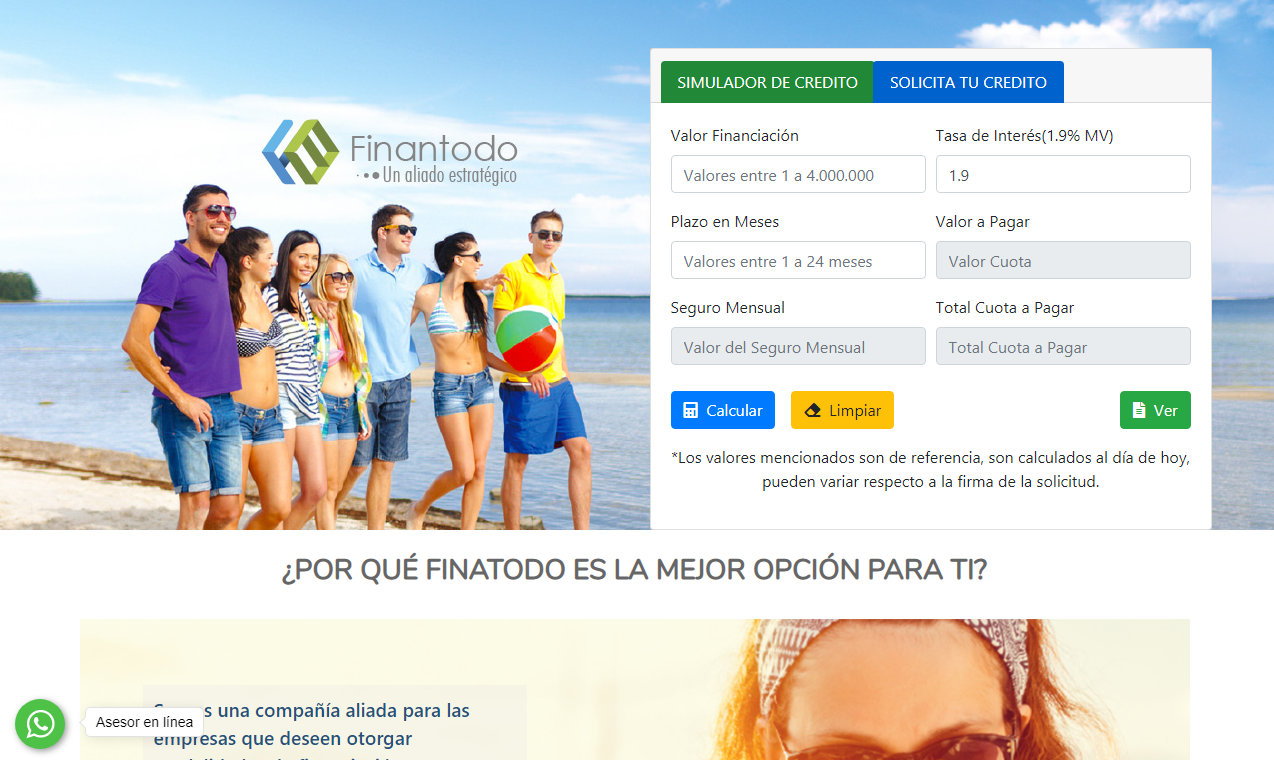 Finantodo
Un aliado estratégico
SIMULADOR DE CREDITO
SOLICITA TU CREDITO
Valor Financiación
Tasa de Interés(1.9% MV)
Valores entre 1 a 4.000.000
1.9
Plazo en Meses
Valor a Pagar
Valores entre 1 a 24 meses
Valor Cuota
Seguro Mensual
Total Cuota a Pagar
Valor del Seguro Mensual
Total Cuota a Pagar
Calcular
Limpiar
Ver
*Los valores mencionados son de referencia, son calculados al día de hoy,
pueden variar respecto a la firma de la solicitud.
¿POR QUÉ FINATODO ES LA MEJOR OPCIÓN PARA TI?
una compañía aliada para las
empresas que deseen otorgar
Asesor en línea